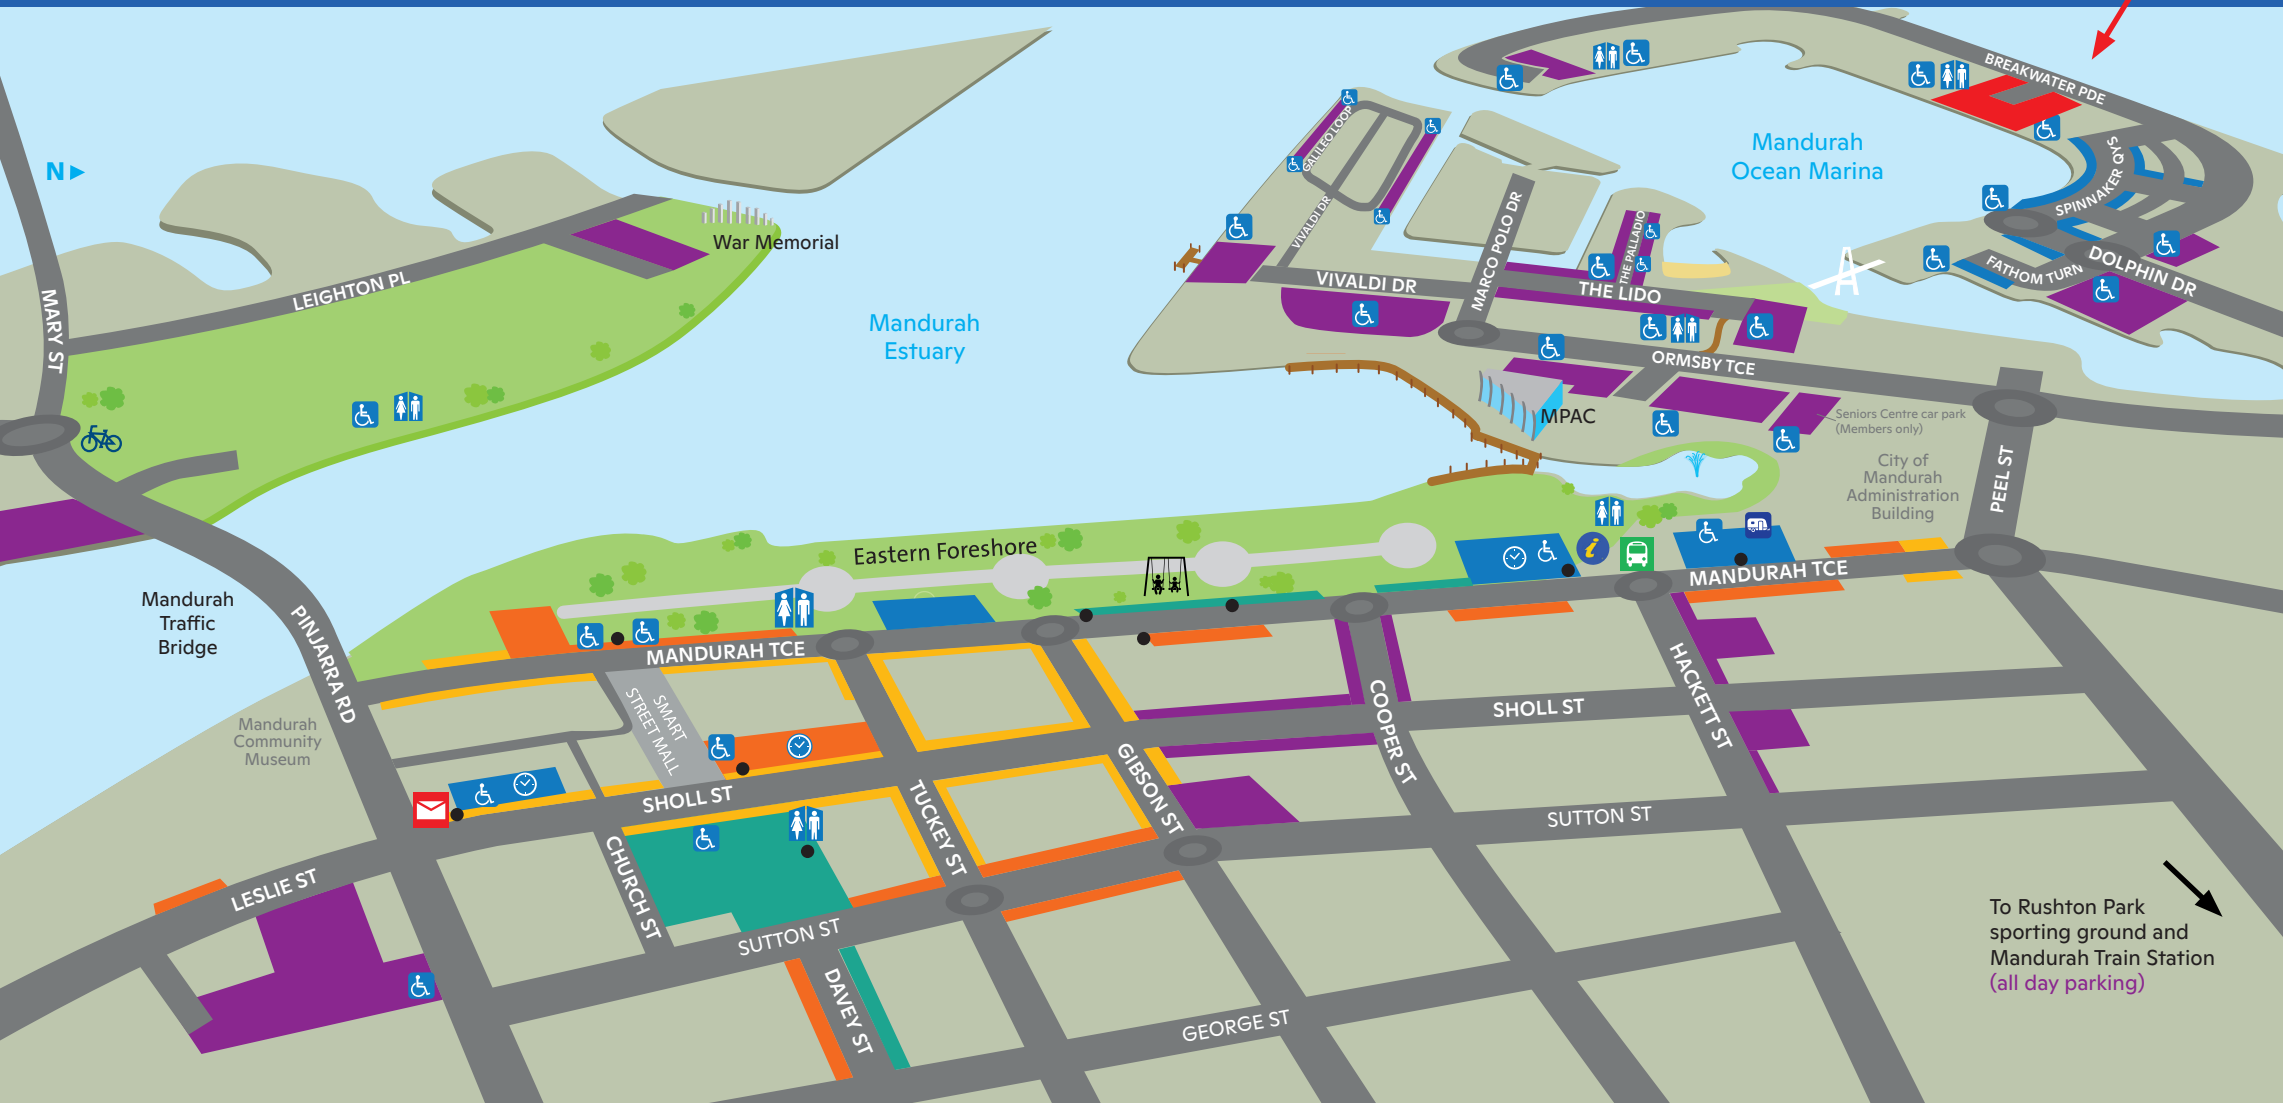 BREAKWATER PDE
Mandurah
Ocean Marina
GALILEO LOOP
SPINNAKER QYS
N
War Memorial
VIVALDI DR
MARCO POLO DR
THE PALLADIO
LEIGHTON PL
VIVALDI DR
THE LIDO
FATHOM TURN
DOLPHIN DR
MARY ST
Mandurah
Estuary
ORMSBY TCE
MPAC
Seniors Centre car park
(Members only)
City of
Mandurah
Administration
Building
PEEL ST
Eastern Foreshore
i
MANDURAH TCE
Mandurah
Traffic
Bridge
PINJARRA RD
MANDURAH TCE
SMART
STREET MALL
HACKETT ST
COOPER ST
SHOLL ST
Mandurah
Community
Museum
GIBSON ST
SHOLL ST
TUCKEY ST
SUTTON ST
CHURCH ST
LESLIE ST
SUTTON ST
DAVEY ST
GEORGE ST
To Rushton Park
sporting ground and
Mandurah Train Station
(all day parking)